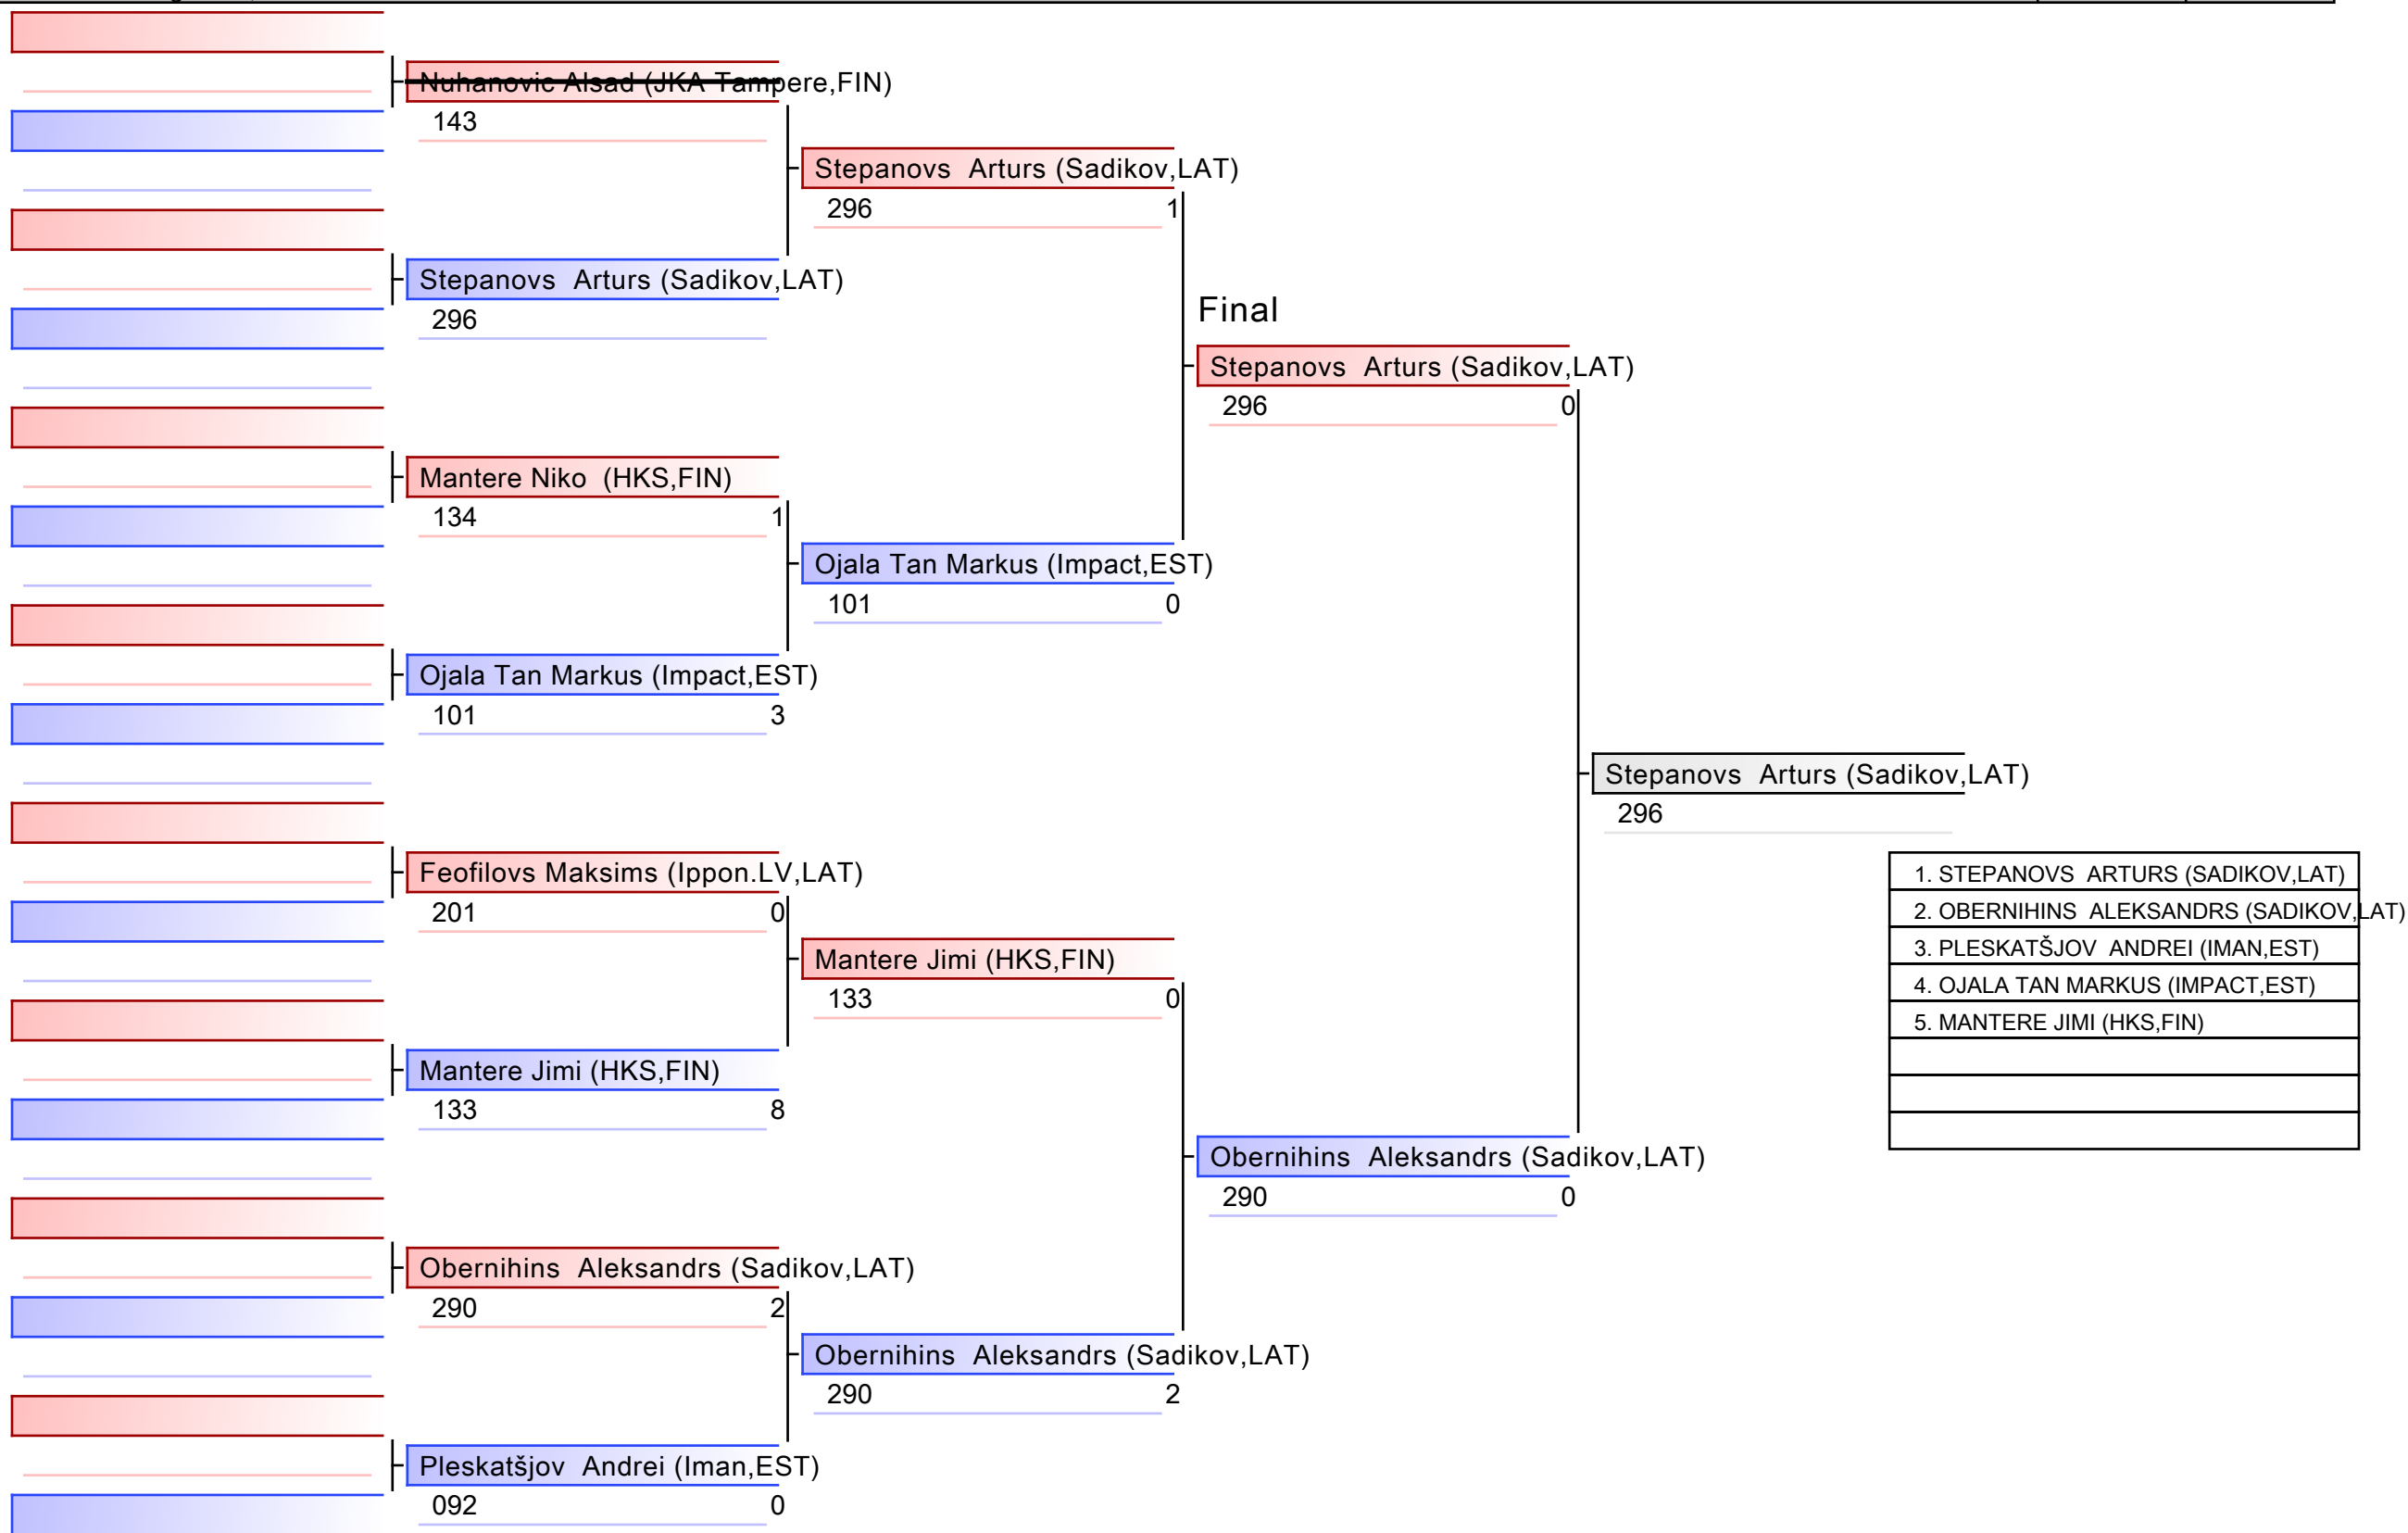 Nuhanovic Alsad (JKA-Tampere,FIN)
143
Stepanovs  Arturs (Sadikov,LAT)
296 1
Stepanovs  Arturs (Sadikov,LAT)
296
Final
Stepanovs  Arturs (Sadikov,LAT)
296 0
Mantere Niko  (HKS,FIN)
134 1
Ojala Tan Markus (Impact,EST)
101 0
Ojala Tan Markus (Impact,EST)
101 3
Stepanovs  Arturs (Sadikov,LAT)
296
Feofilovs Maksims (Ippon.LV,LAT)
201 0
Mantere Jimi (HKS,FIN)
133 0
Mantere Jimi (HKS,FIN)
133 8
Obernihins  Aleksandrs (Sadikov,LAT)
290 0
Obernihins  Aleksandrs (Sadikov,LAT)
290 2
Obernihins  Aleksandrs (Sadikov,LAT)
290 2
Pleskatšjov  Andrei (Iman,EST)
092 0
1. STEPANOVS  ARTURS (SADIKOV,LAT)
2. OBERNIHINS  ALEKSANDRS (SADIKOV,LAT)
3. PLESKATŠJOV  ANDREI (IMAN,EST)
4. OJALA TAN MARKUS (IMPACT,EST)
5. MANTERE JIMI (HKS,FIN)